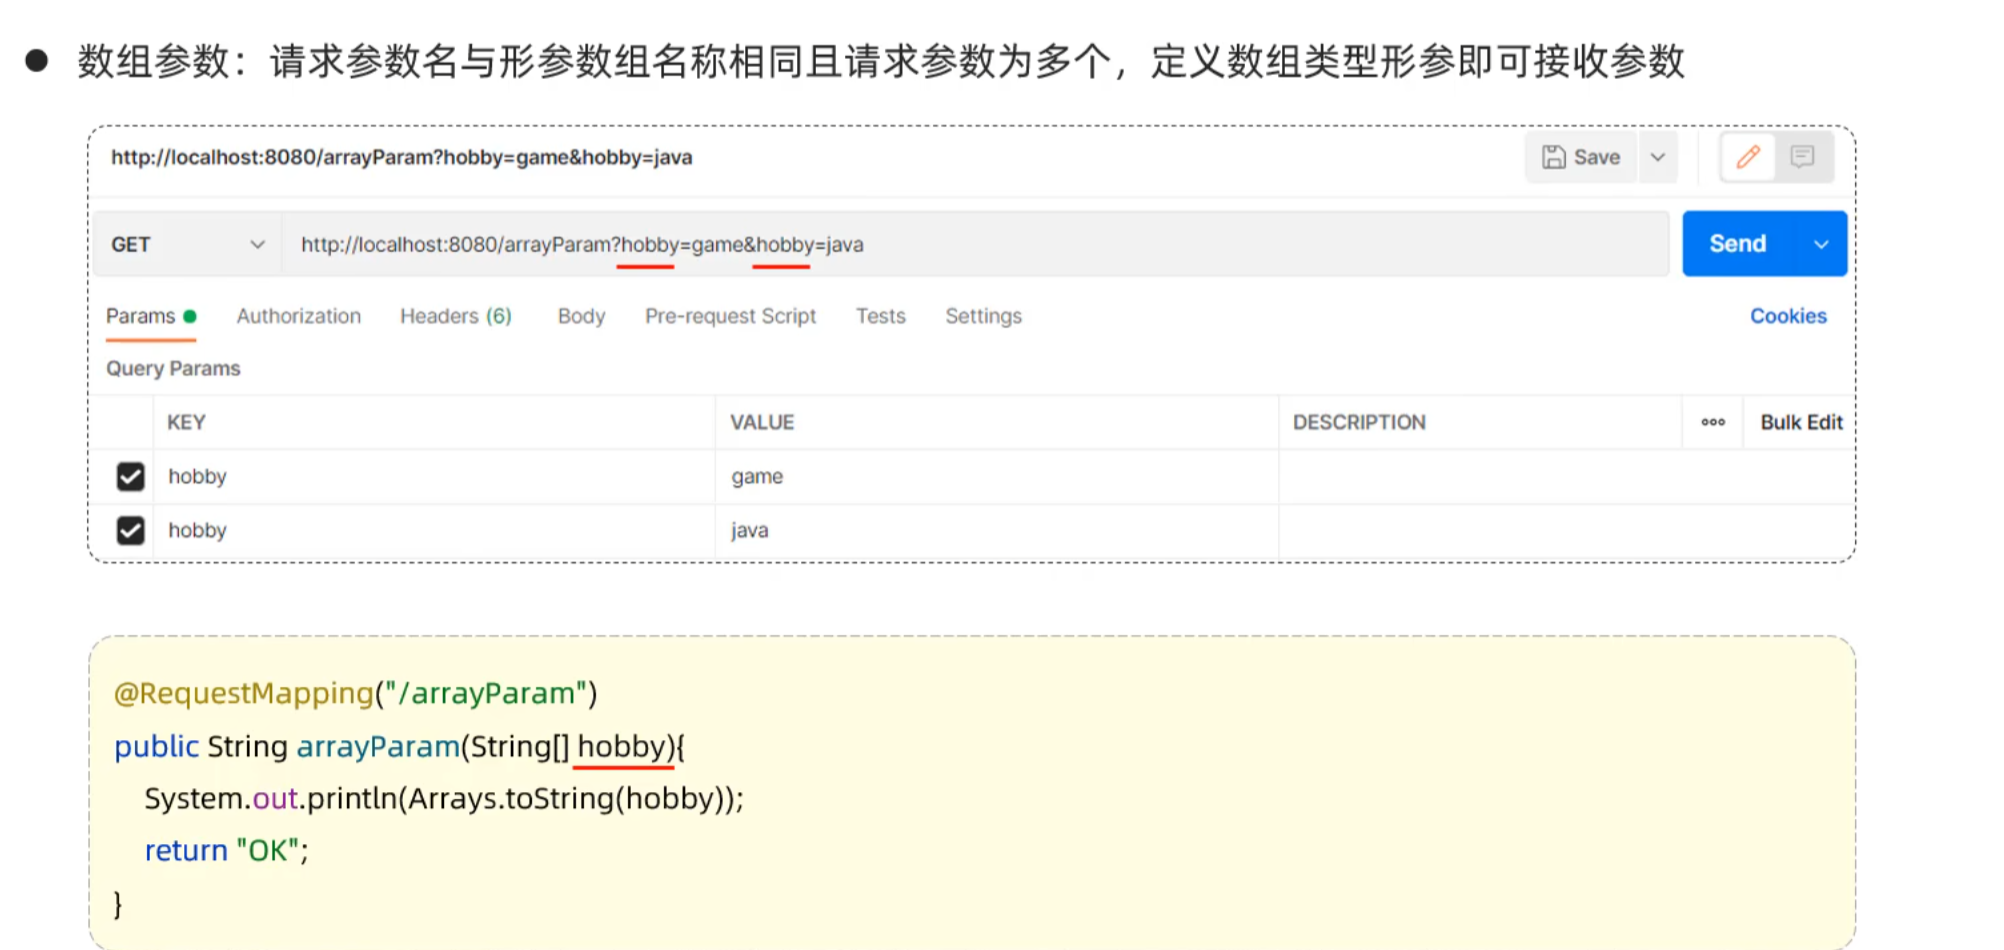 ● 数组参数：请求参数名与形参数组名称相同且请求参数为多个，定义数组类型形参即可接收参数
http://localhost:8080/arrayParam?hobby=game&hobby=java Save
GET http://localhost:8080/arrayParam?hobby=game&hobby=java Send
Params Authorization Headers (6) Body Pre-request Script Tests Settings Cookies
Query Params
KEY VALUE DESCRIPTION ooo Bulk Edit
hobby game
hobby java
@RequestMapping("/arrayParam")
public String arrayParam(String[] hobby){
System.out.println(Arrays.toString(hobby));
return "OK";
}